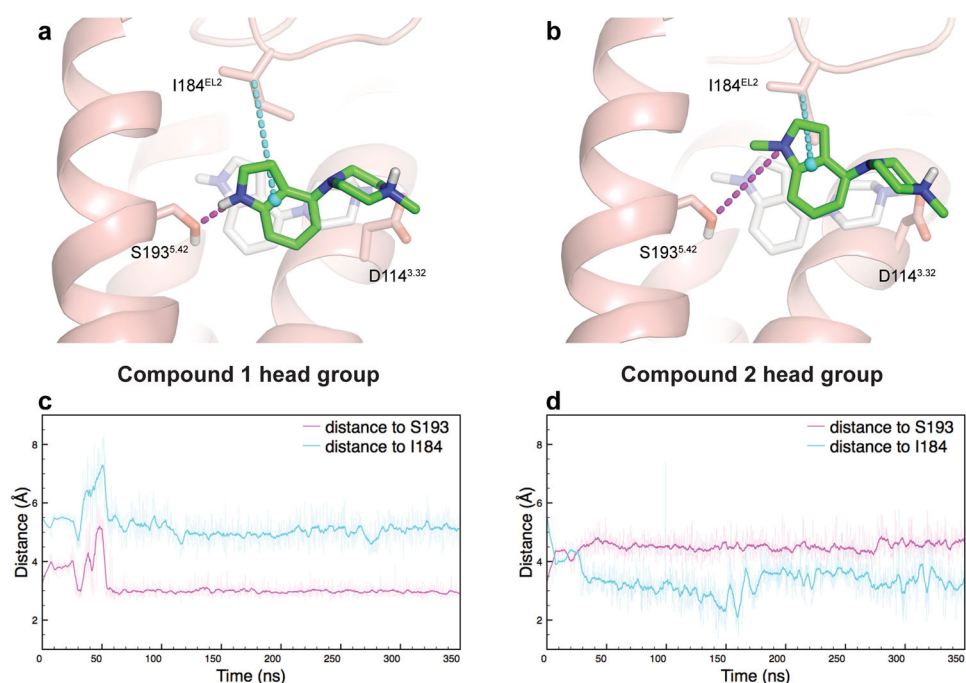 a
b
I184EL2
I184EL2
S1935.42
S1935.42
D1143.32
D1143.32
Compound 1 head group
Compound 2 head group
c
d
distance to S193
distance to I184
distance to S193
distance to I184
8
6
4
2
Distance (Å)
0 50 100 150 200 250 300 350
Time (ns)
8
6
4
2
Distance (Å)
0 50 100 150 200 250 300 350
Time (ns)